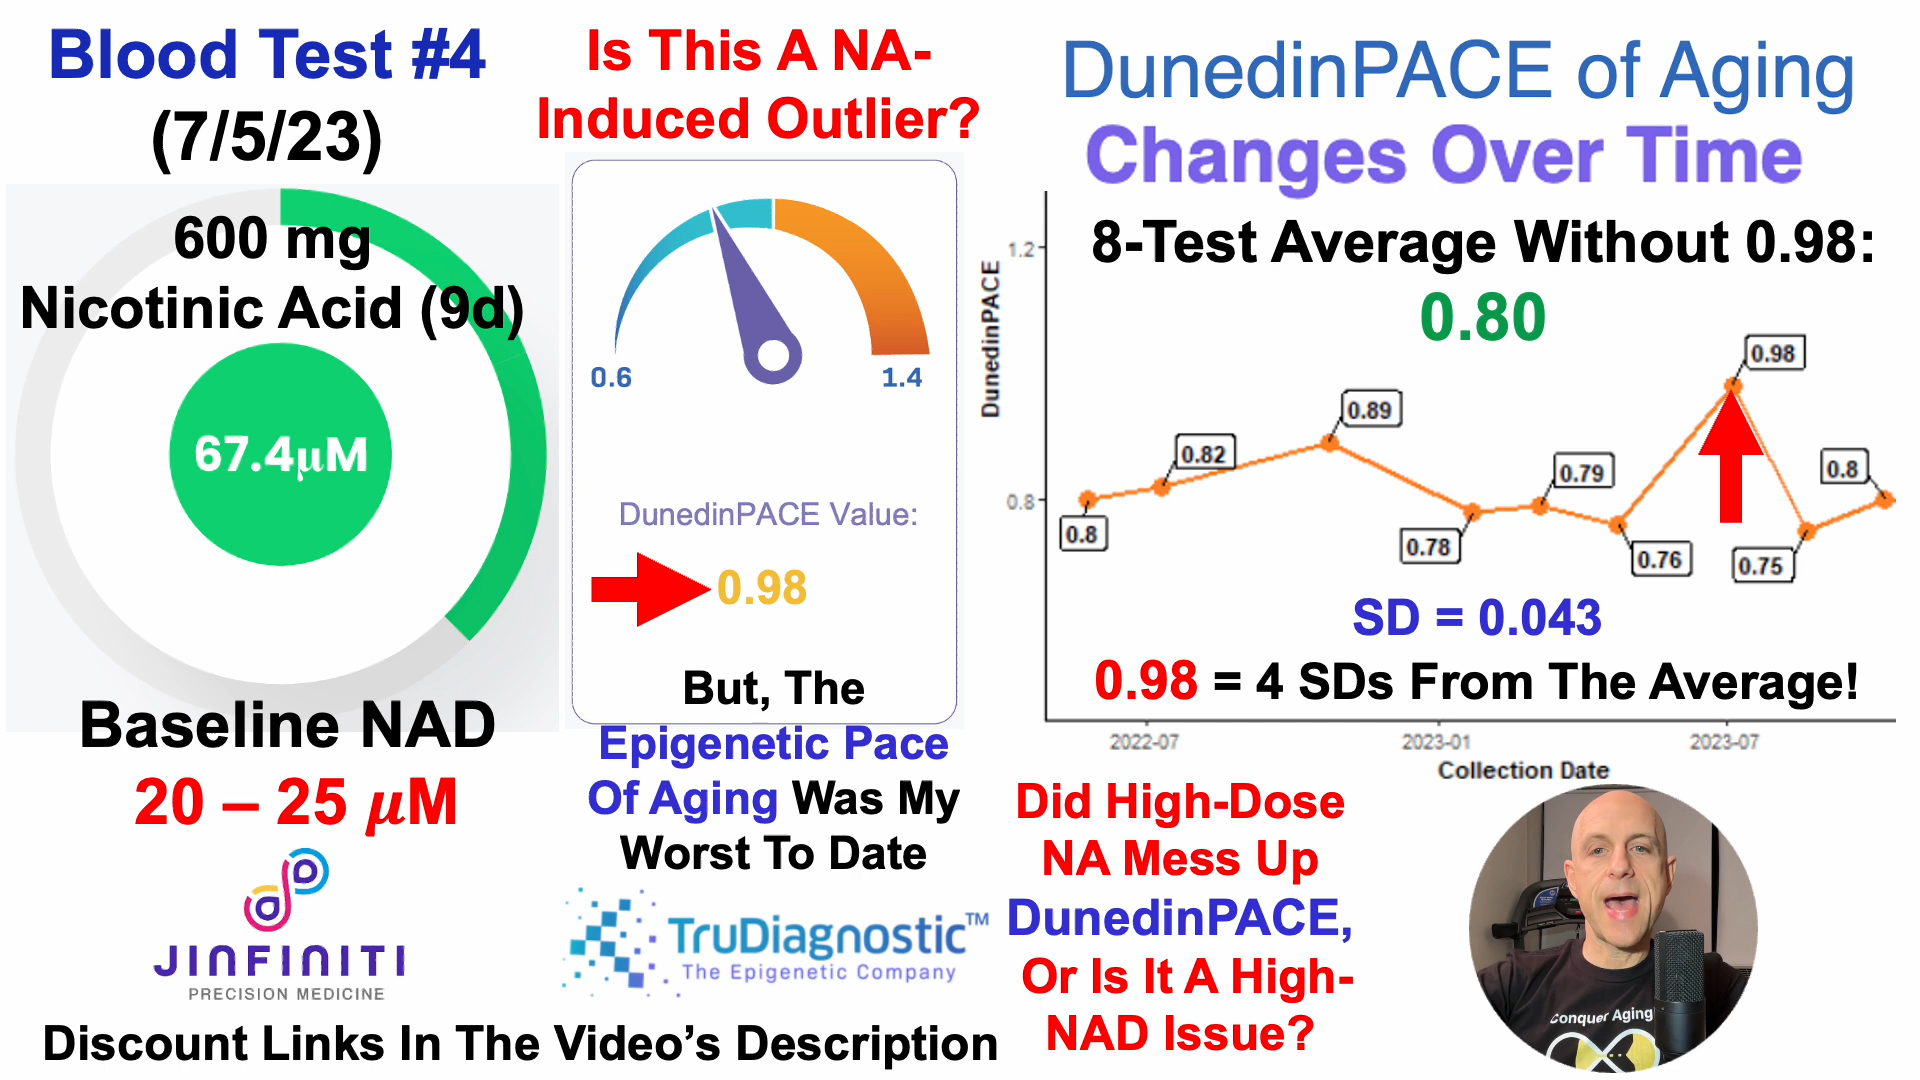 Blood Test #4
(7/5/23)
600 mg
Nicotinic Acid (9d)
67.4μM
Baseline NAD
20 – 25 μM
JINFINITI
PRECISION MEDICINE
Is This A NA-
Induced Outlier?
0.6
1.4
DunedinPACE Value:
0.98
But, The
Epigenetic Pace
Of Aging Was My
Worst To Date
TruDiagnostic™
The Epigenetic Company
Discount Links In The Video's Description
DunedinPACE of Aging
Changes Over Time
8-Test Average Without 0.98:
0.80
DunedinPACE
1.2
0.8
0.8
0.82
0.89
0.78
0.79
0.76
0.98
0.75
0.8
SD = 0.043
0.98 = 4 SDs From The Average!
2022-07
2023-01
2023-07
Collection Date
Did High-Dose
NA Mess Up
DunedinPACE,
Or Is It A High-
NAD Issue?
Conquer Aging